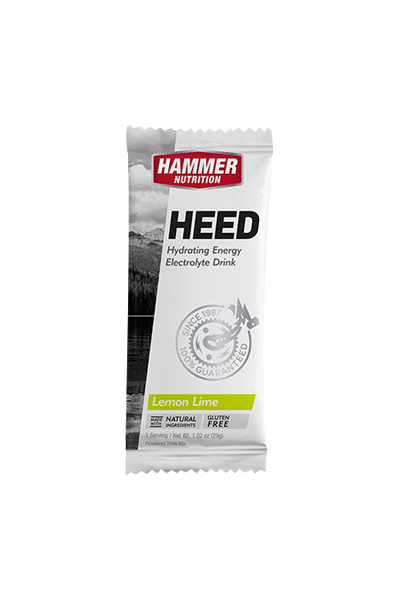 HAMMER
NUTRITION
HEED
Hydrating Energy
Electrolyte Drink
SINCE 1987
100% GUARANTEED
Lemon Lime
MADE WITH NATURAL INGREDIENTS
GLUTEN FREE
1 Serving / Net Wt. 1.02 oz (29g)
Powdered Drink Mix